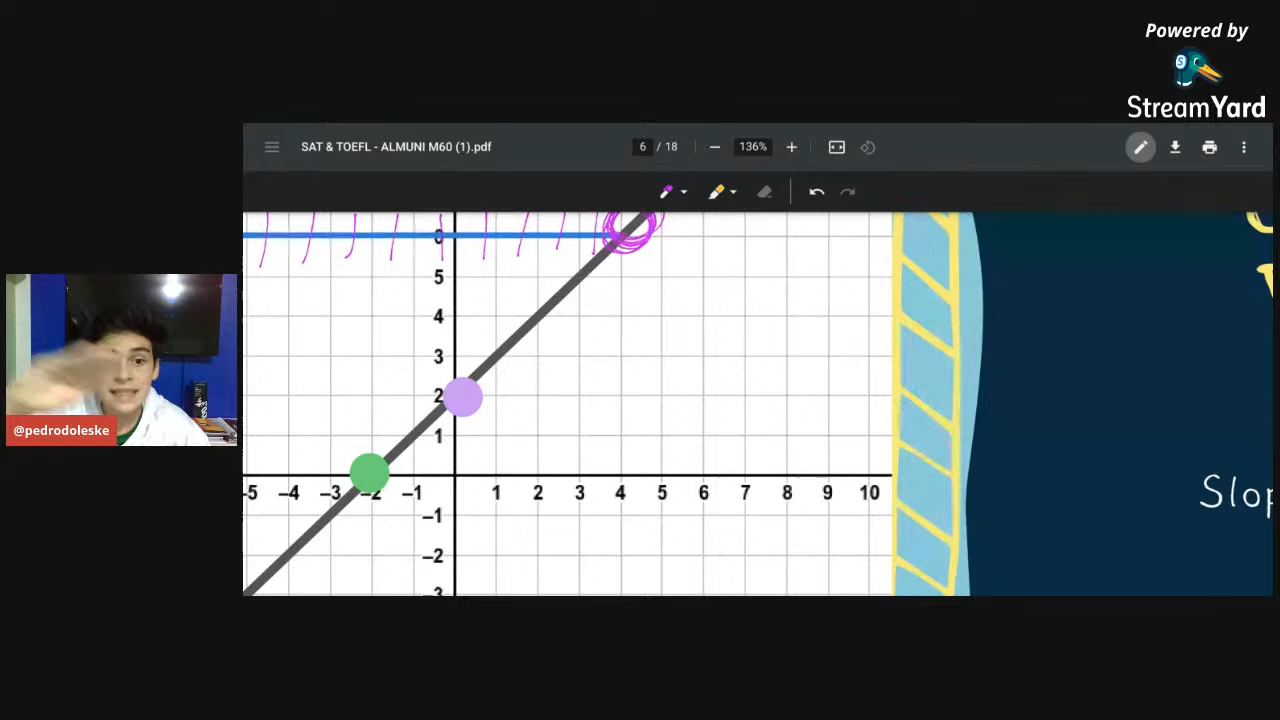 Powered by
StreamYard
SAT & TOEFL - ALMUNI M60 (1).pdf
6 / 18
136%
6
5
4
3
2
1
-5 -4 -3 -2 -1 1 2 3 4 5 6 7 8 9 10
-1
-2
-3
Slop
@pedrodoleske